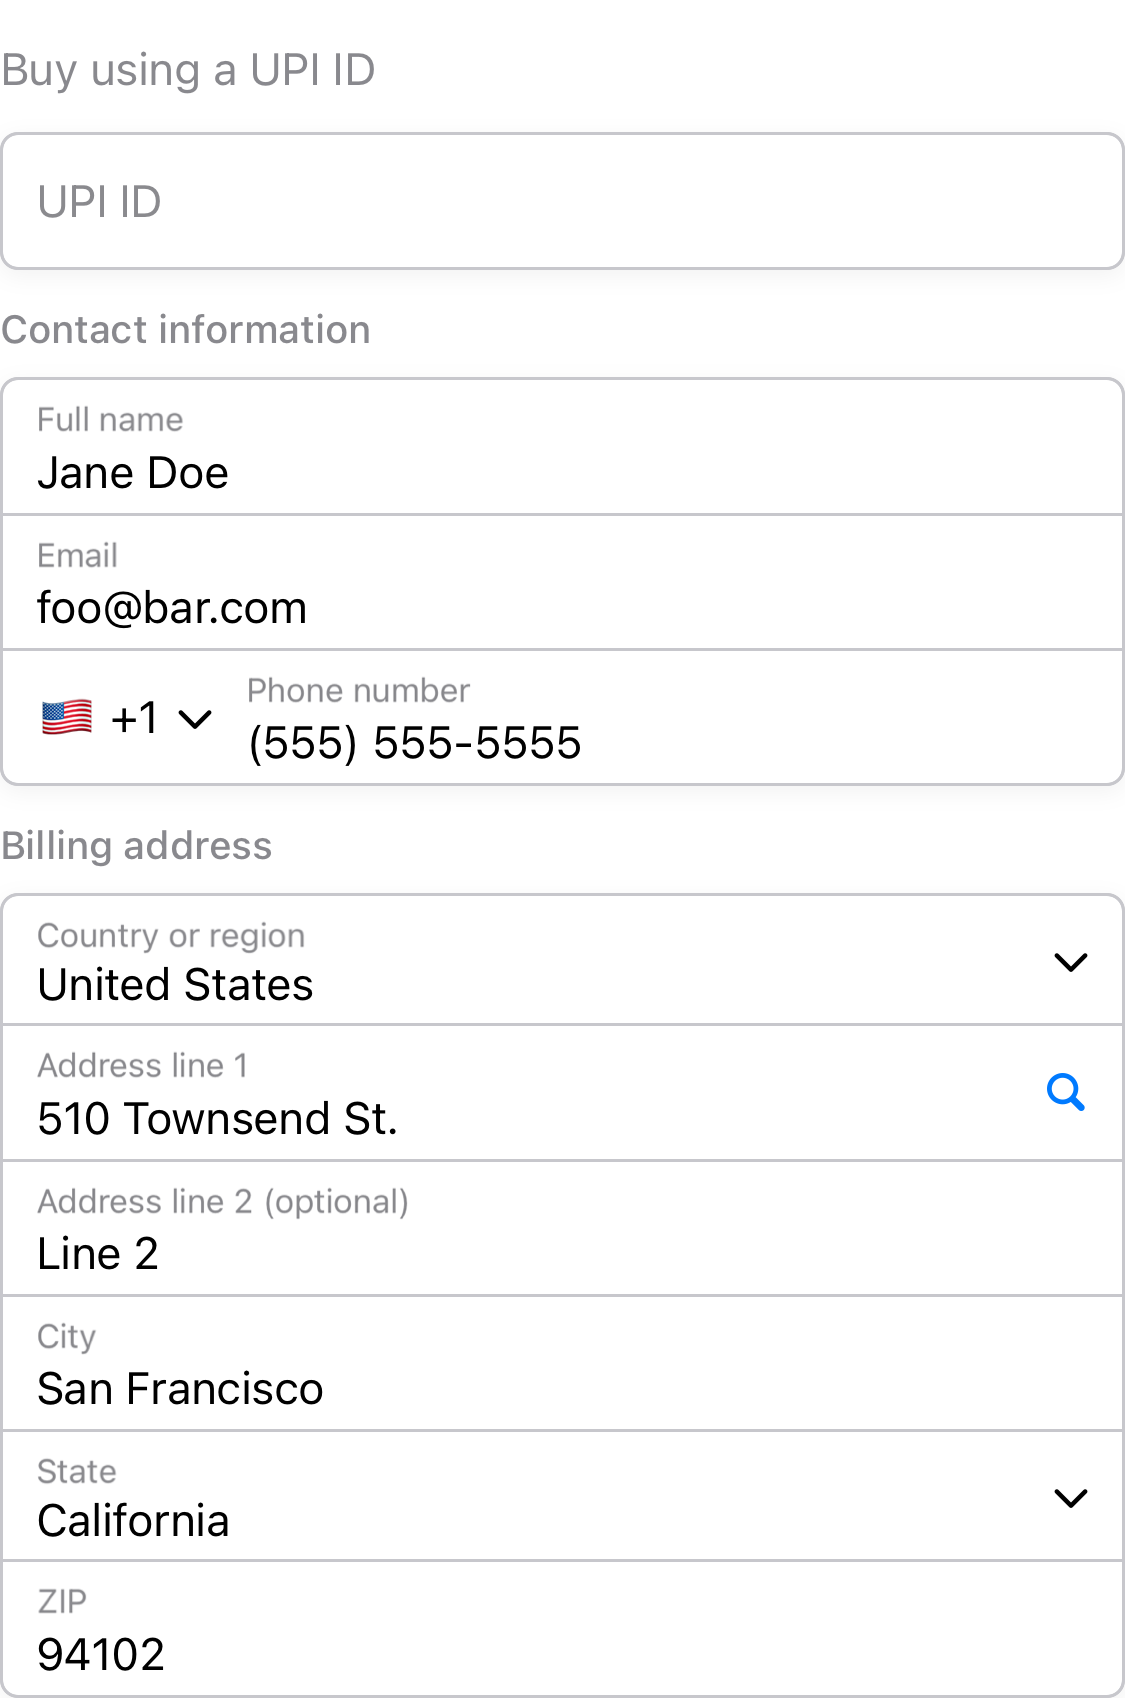 Buy using a UPI ID
UPI ID
Contact information
Full name
Jane Doe
Email
foo@bar.com
🇺🇸 +1
Phone number
(555) 555-5555
Billing address
Country or region
United States
Address line 1
510 Townsend St.
Address line 2 (optional)
Line 2
City
San Francisco
State
California
ZIP
94102